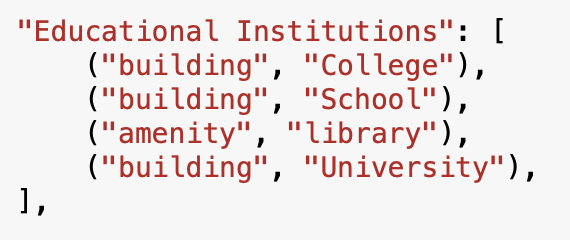 "Educational Institutions": [
    ("building", "College"),
    ("building", "School"),
    ("amenity", "library"),
    ("building", "University"),
],